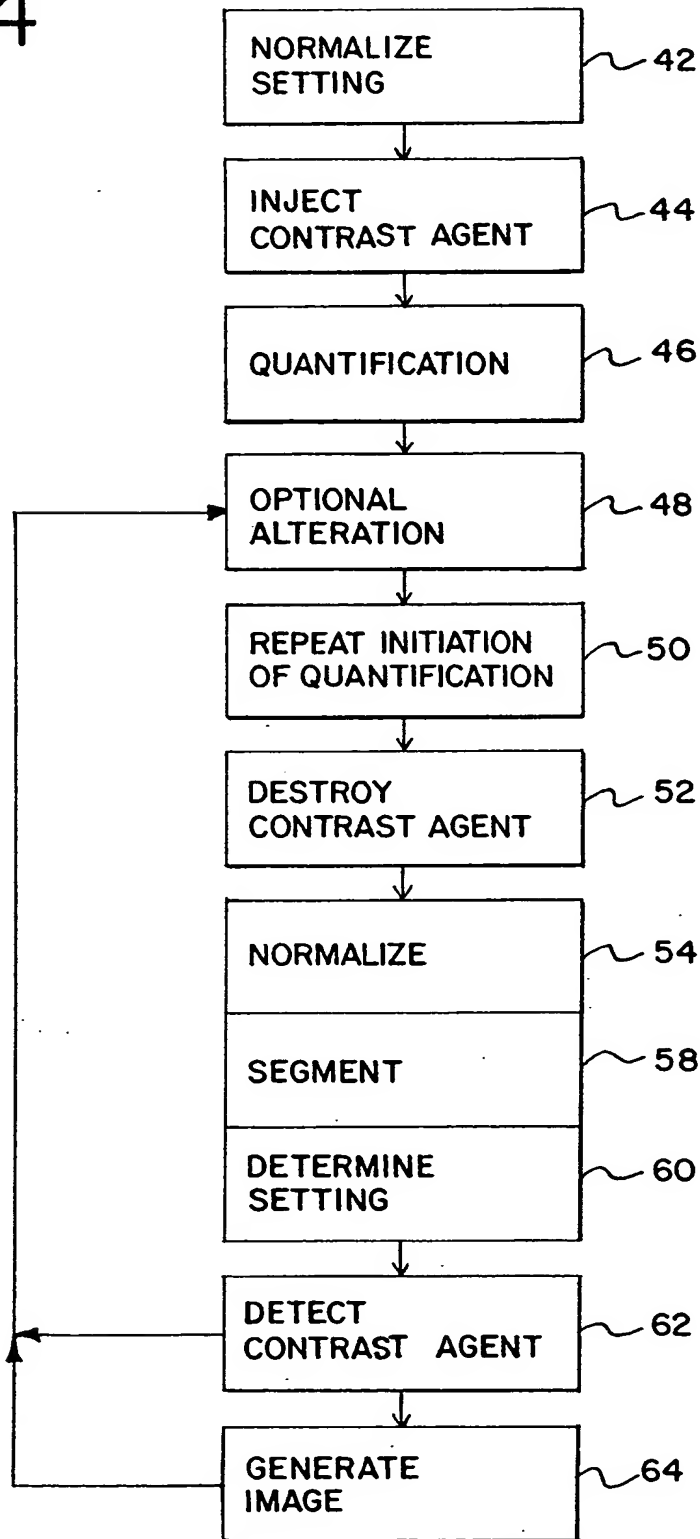 4
NORMALIZE
SETTING
42
INJECT
CONTRAST AGENT
44
QUANTIFICATION
46
OPTIONAL
ALTERATION
48
REPEAT INITIATION
OF QUANTIFICATION
50
DESTROY
CONTRAST AGENT
52
NORMALIZE
54
SEGMENT
58
DETERMINE
SETTING
60
DETECT
CONTRAST AGENT
62
GENERATE
IMAGE
64